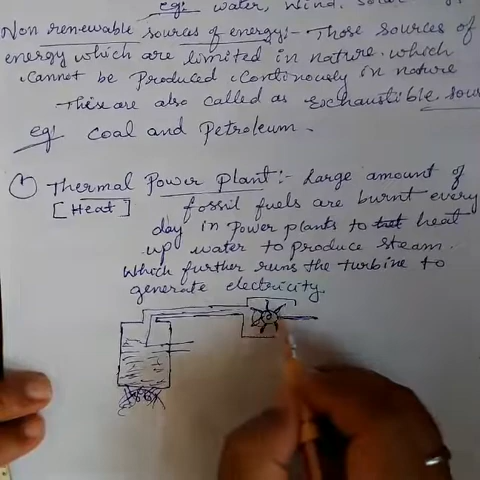 eg:- water, Wind, Solar
Non renewable sources of energy:- Those sources of
energy which are limited in nature. which
cannot be Produced continously in nature
These are also called as Exhaustible
eg:- Coal and Petroleum.
(1) Thermal Power Plant:- Large amount of
[Heat] fossil fuels are burnt every
day in Power plants to heat
up water to produce steam.
Which further runs the turbine to
generate electricity.